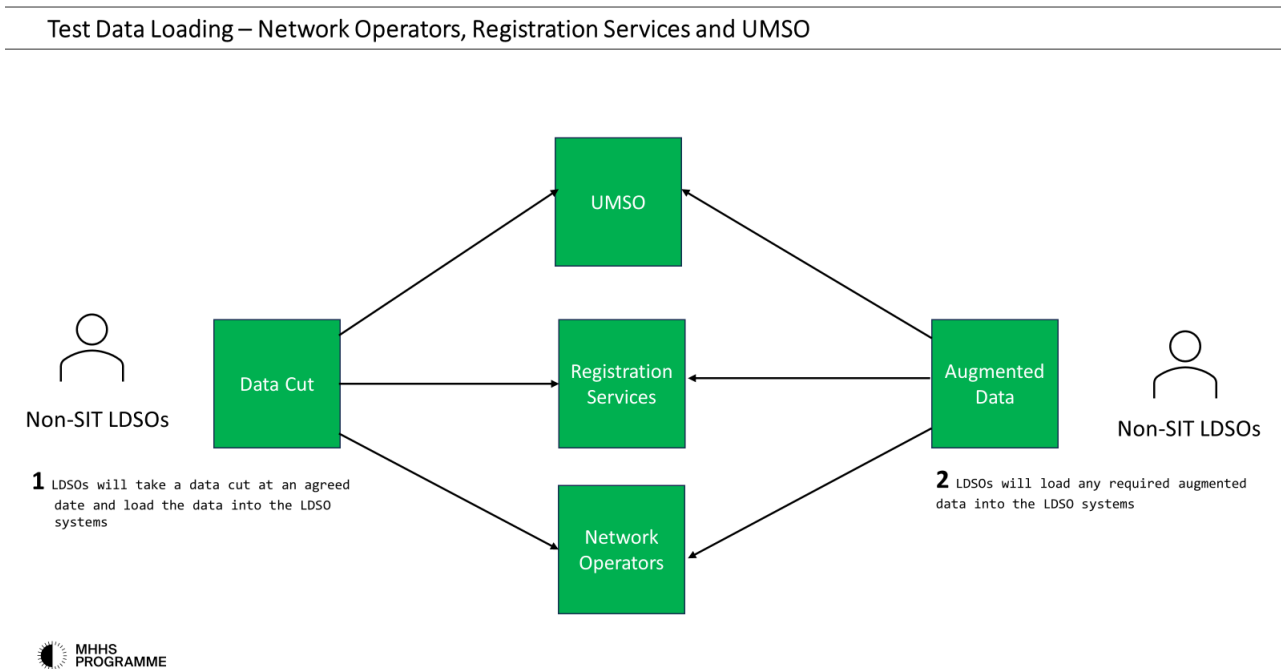 Test Data Loading – Network Operators, Registration Services and UMSO
UMSO
Data Cut
Registration
Services
Augmented
Data
Non-SIT LDSOs
Non-SIT LDSOs
1 LDSOs will take a data cut at an agreed
date and load the data into the LDSO
systems
2 LDSOs will load any required augmented
data into the LDSO systems
Network
Operators
MHHS
PROGRAMME